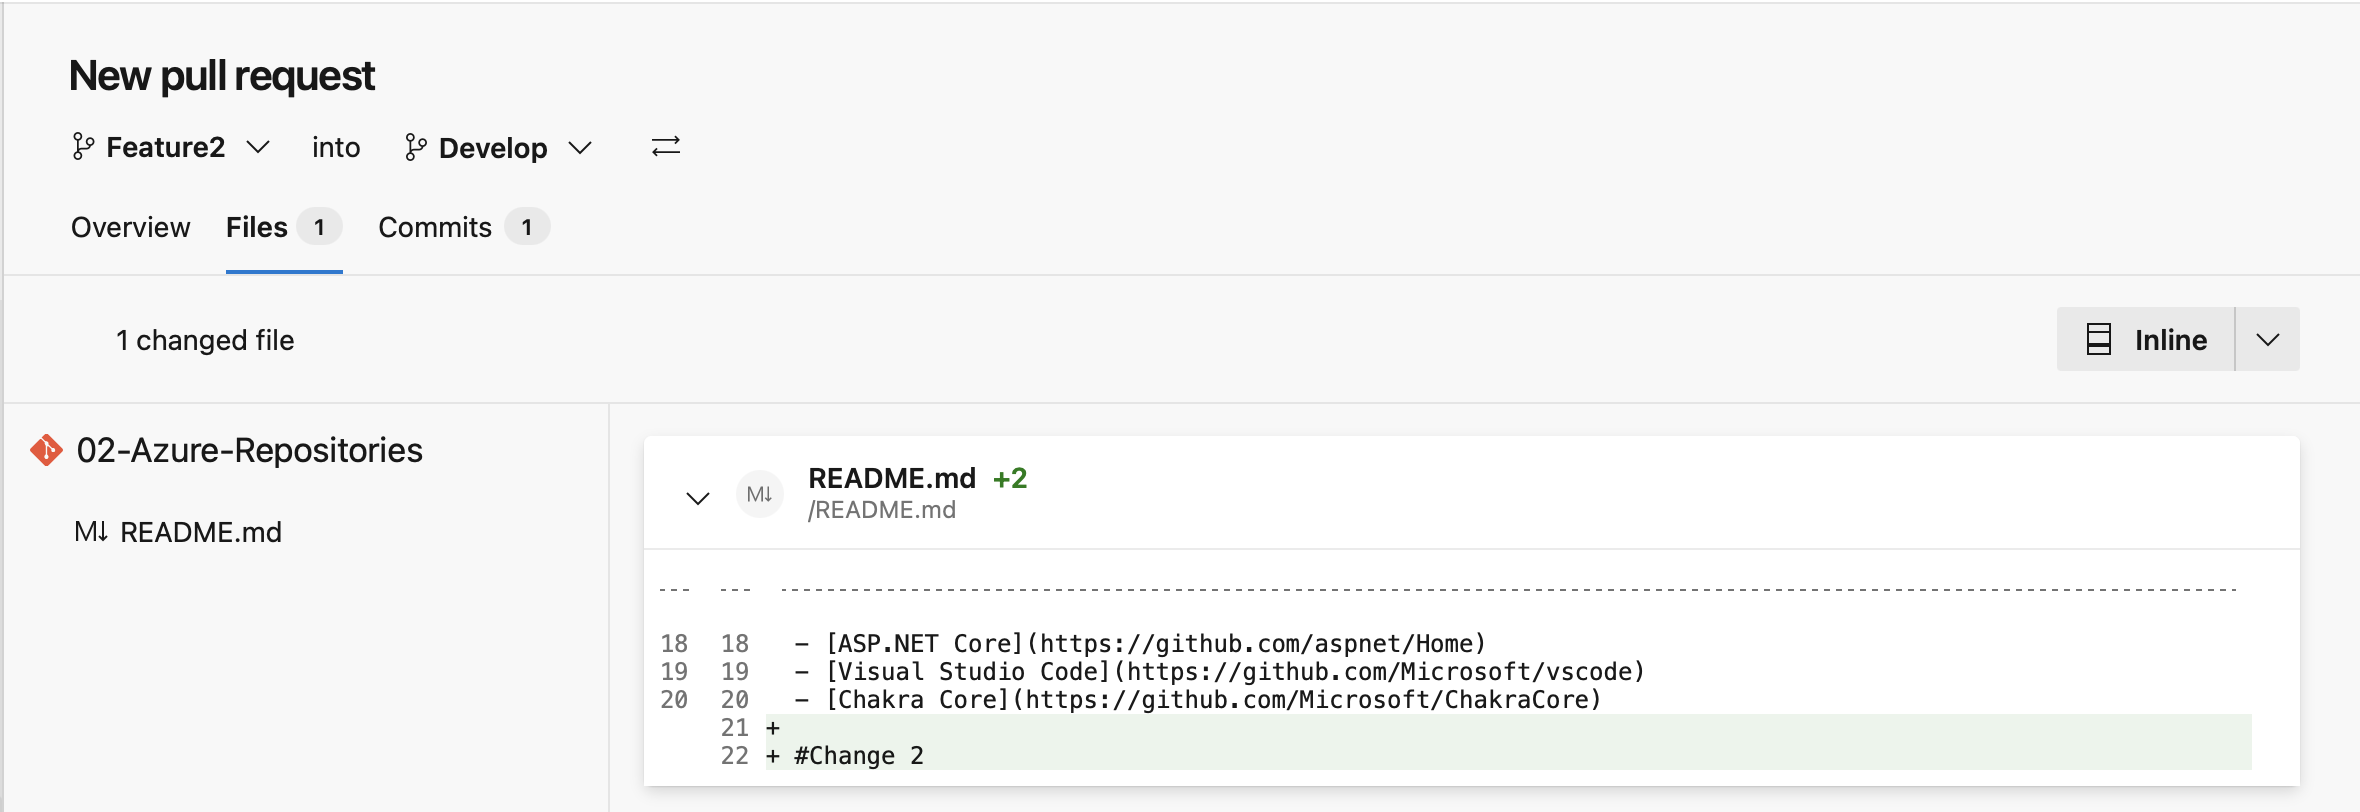 New pull request
Feature2 into Develop
Overview Files 1 Commits 1
1 changed file
Inline
02-Azure-Repositories
M↓ README.md
M↓ README.md +2
/README.md
--- --- ---------------------------------------------------------------------------------------------------------
18 18 - [ASP.NET Core](https://github.com/aspnet/Home)
19 19 - [Visual Studio Code](https://github.com/Microsoft/vscode)
20 20 - [Chakra Core](https://github.com/Microsoft/ChakraCore)
21 +
22 + #Change 2